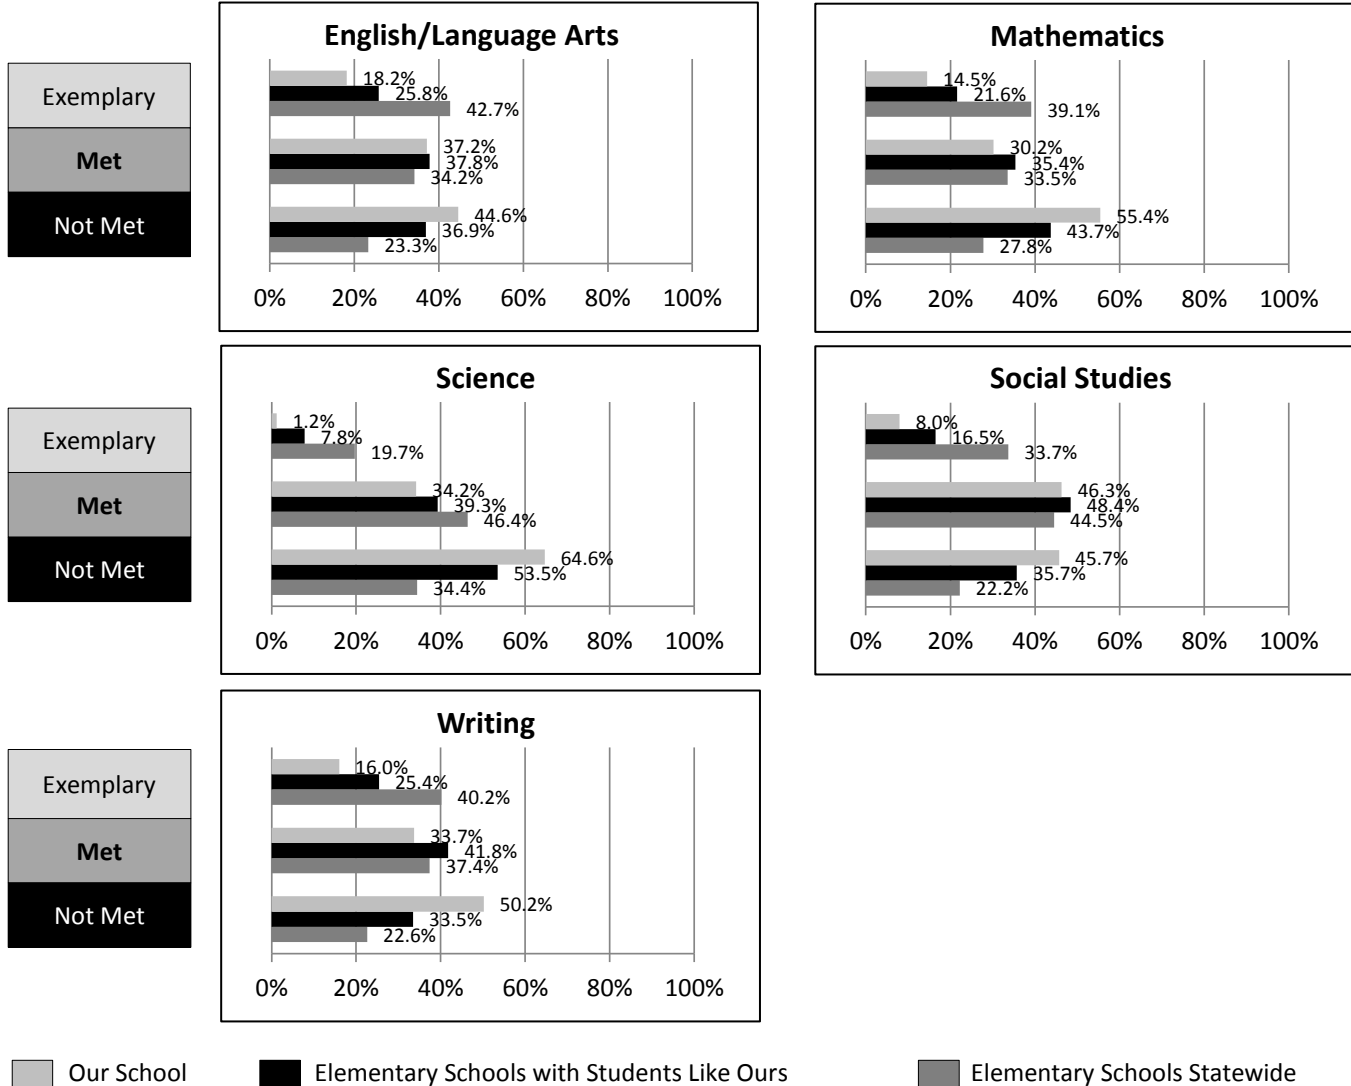 English/Language Arts
Exemplary
Met
Not Met
18.2%
25.8%
42.7%
37.2%
37.8%
34.2%
44.6%
36.9%
23.3%
0% 20% 40% 60% 80% 100%
Mathematics
14.5%
21.6%
39.1%
30.2%
35.4%
33.5%
55.4%
43.7%
27.8%
0% 20% 40% 60% 80% 100%
Science
Exemplary
Met
Not Met
1.2%
7.8%
19.7%
34.2%
39.3%
46.4%
64.6%
53.5%
34.4%
0% 20% 40% 60% 80% 100%
Social Studies
8.0%
16.5%
33.7%
46.3%
48.4%
44.5%
45.7%
35.7%
22.2%
0% 20% 40% 60% 80% 100%
Writing
Exemplary
Met
Not Met
16.0%
25.4%
40.2%
33.7%
41.8%
37.4%
50.2%
33.5%
22.6%
0% 20% 40% 60% 80% 100%
Our School Elementary Schools with Students Like Ours Elementary Schools Statewide